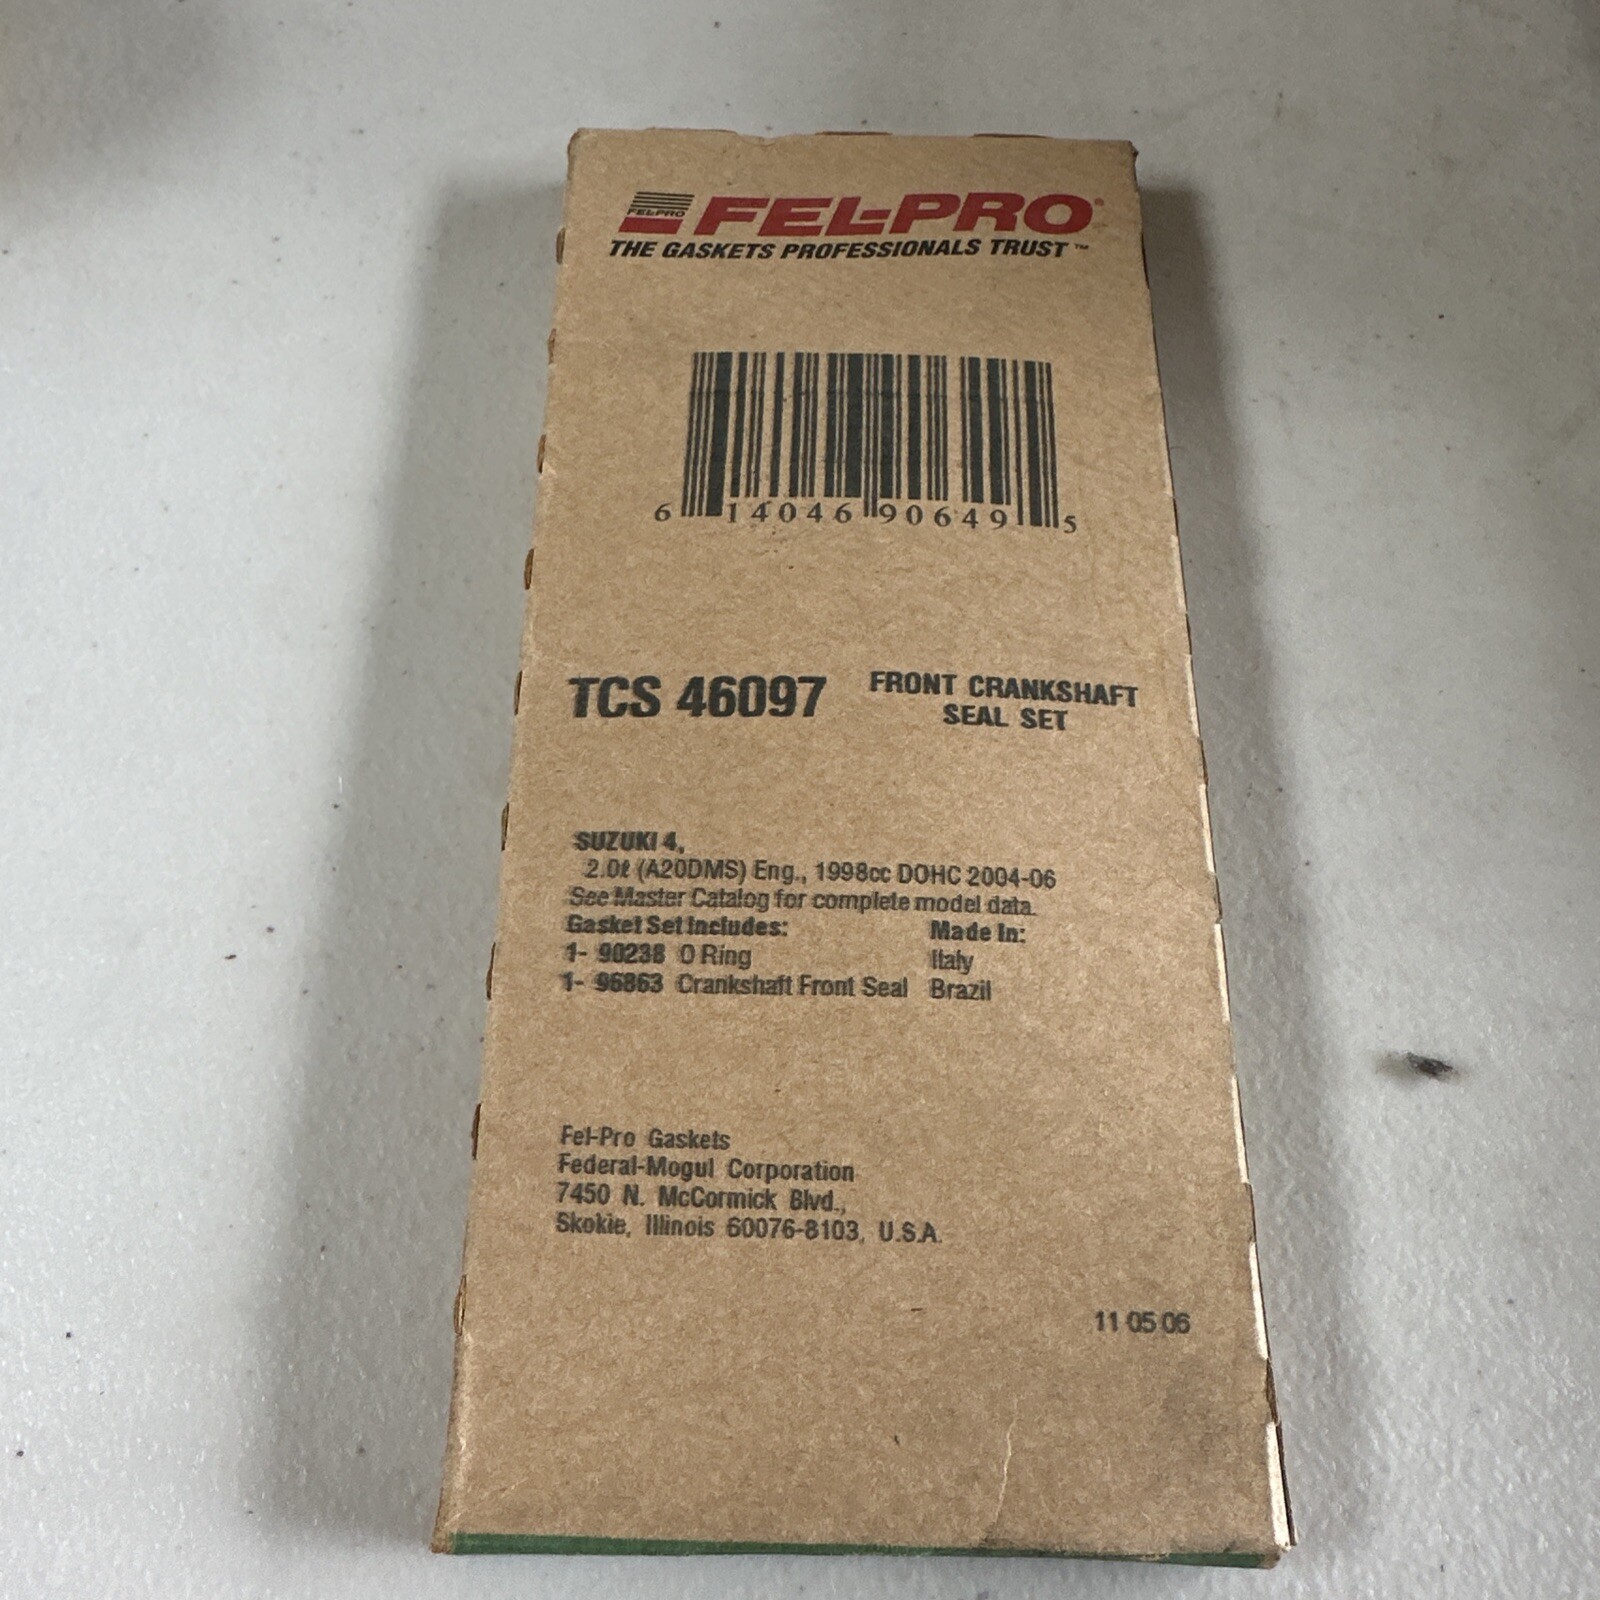 FEL-PRO FEL-PRO®
THE GASKETS PROFESSIONALS TRUST™
6 14046 90649 5
TCS 46097 FRONT CRANKSHAFT
SEAL SET
SUZUKI 4,
2.0ℓ (A20DMS) Eng., 1998cc DOHC 2004-06
See Master Catalog for complete model data.
Gasket Set Includes: Made In:
1- 90238 O Ring Italy
1- 96863 Crankshaft Front Seal Brazil
Fel-Pro Gaskets
Federal-Mogul Corporation
7450 N. McCormick Blvd.,
Skokie, Illinois 60076-8103, U.S.A.
11 05 06